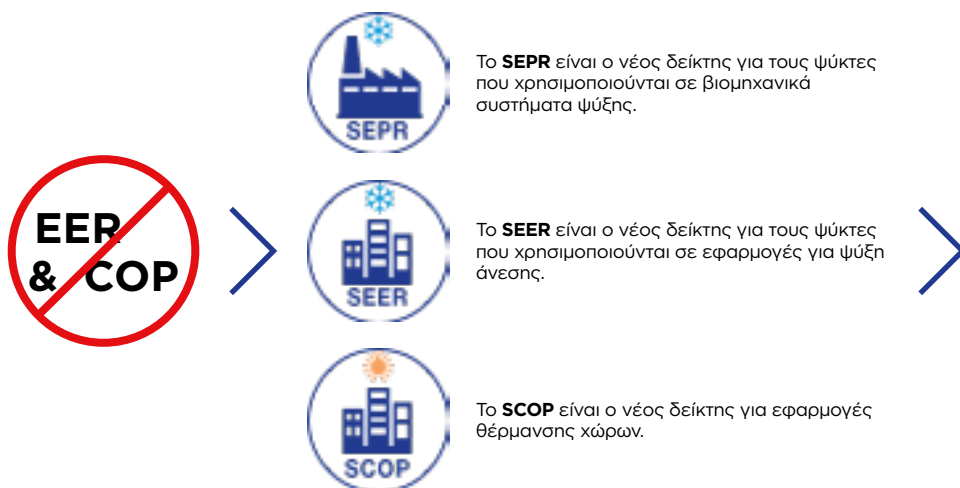 EER
& COP
SEPR
Το SEPR είναι ο νέος δείκτης για τους ψύκτες
που χρησιμοποιούνται σε βιομηχανικά
συστήματα ψύξης.
SEER
Το SEER είναι ο νέος δείκτης για τους ψύκτες
που χρησιμοποιούνται σε εφαρμογές για ψύξη
άνεσης.
SCOP
Το SCOP είναι ο νέος δείκτης για εφαρμογές
θέρμανσης χώρων.